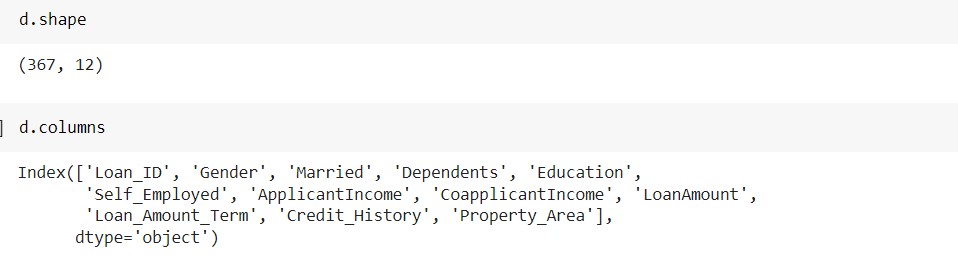 d.shape
(367, 12)
] d.columns
Index(['Loan_ID', 'Gender', 'Married', 'Dependents', 'Education',
'Self_Employed', 'ApplicantIncome', 'CoapplicantIncome', 'LoanAmount',
'Loan_Amount_Term', 'Credit_History', 'Property_Area'],
dtype='object')